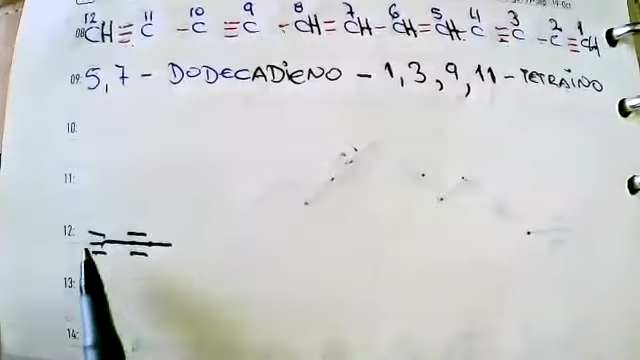 12 11 10 9 8 7 6 5 4 3 2 1
08: CH ≡ C - C ≡ C - CH = CH - CH = CH - C ≡ C - C ≡ CH
09: 5,7 - DODECADiENO - 1,3,9,11 - TETRAINO
10:
11:
12:
13:
14: